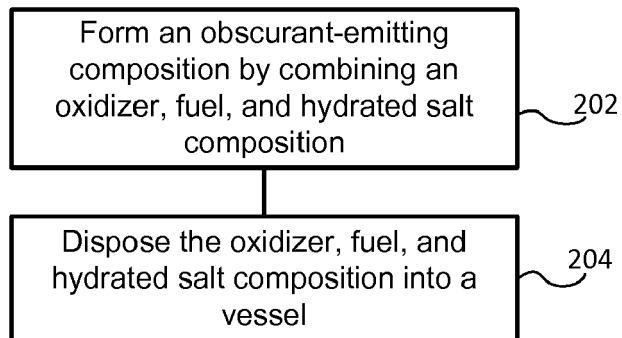 Form an obscurant-emitting
composition by combining an
oxidizer, fuel, and hydrated salt
composition
202
Dispose the oxidizer, fuel, and
hydrated salt composition into a
vessel
204